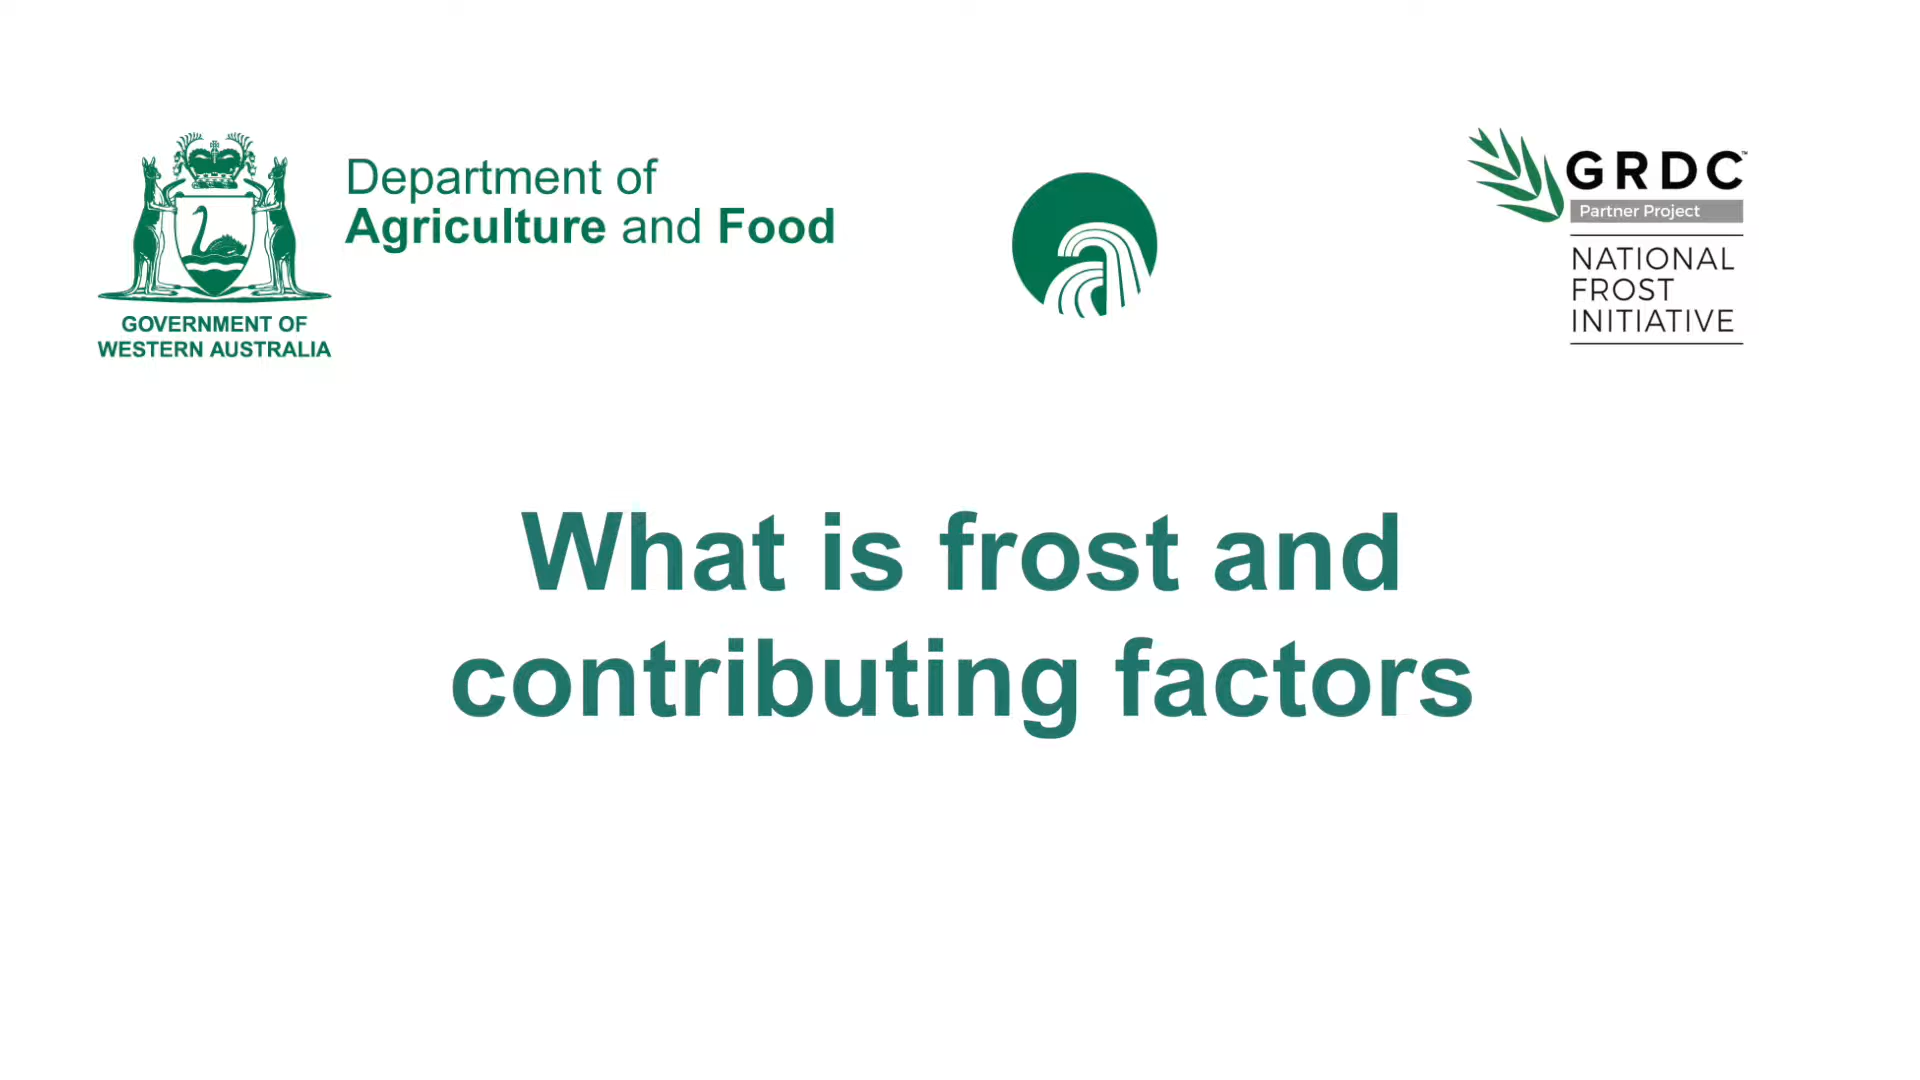 Department of
Agriculture and Food
GOVERNMENT OF
WESTERN AUSTRALIA
GRDC™
Partner Project
NATIONAL
FROST
INITIATIVE
What is frost and
contributing factors